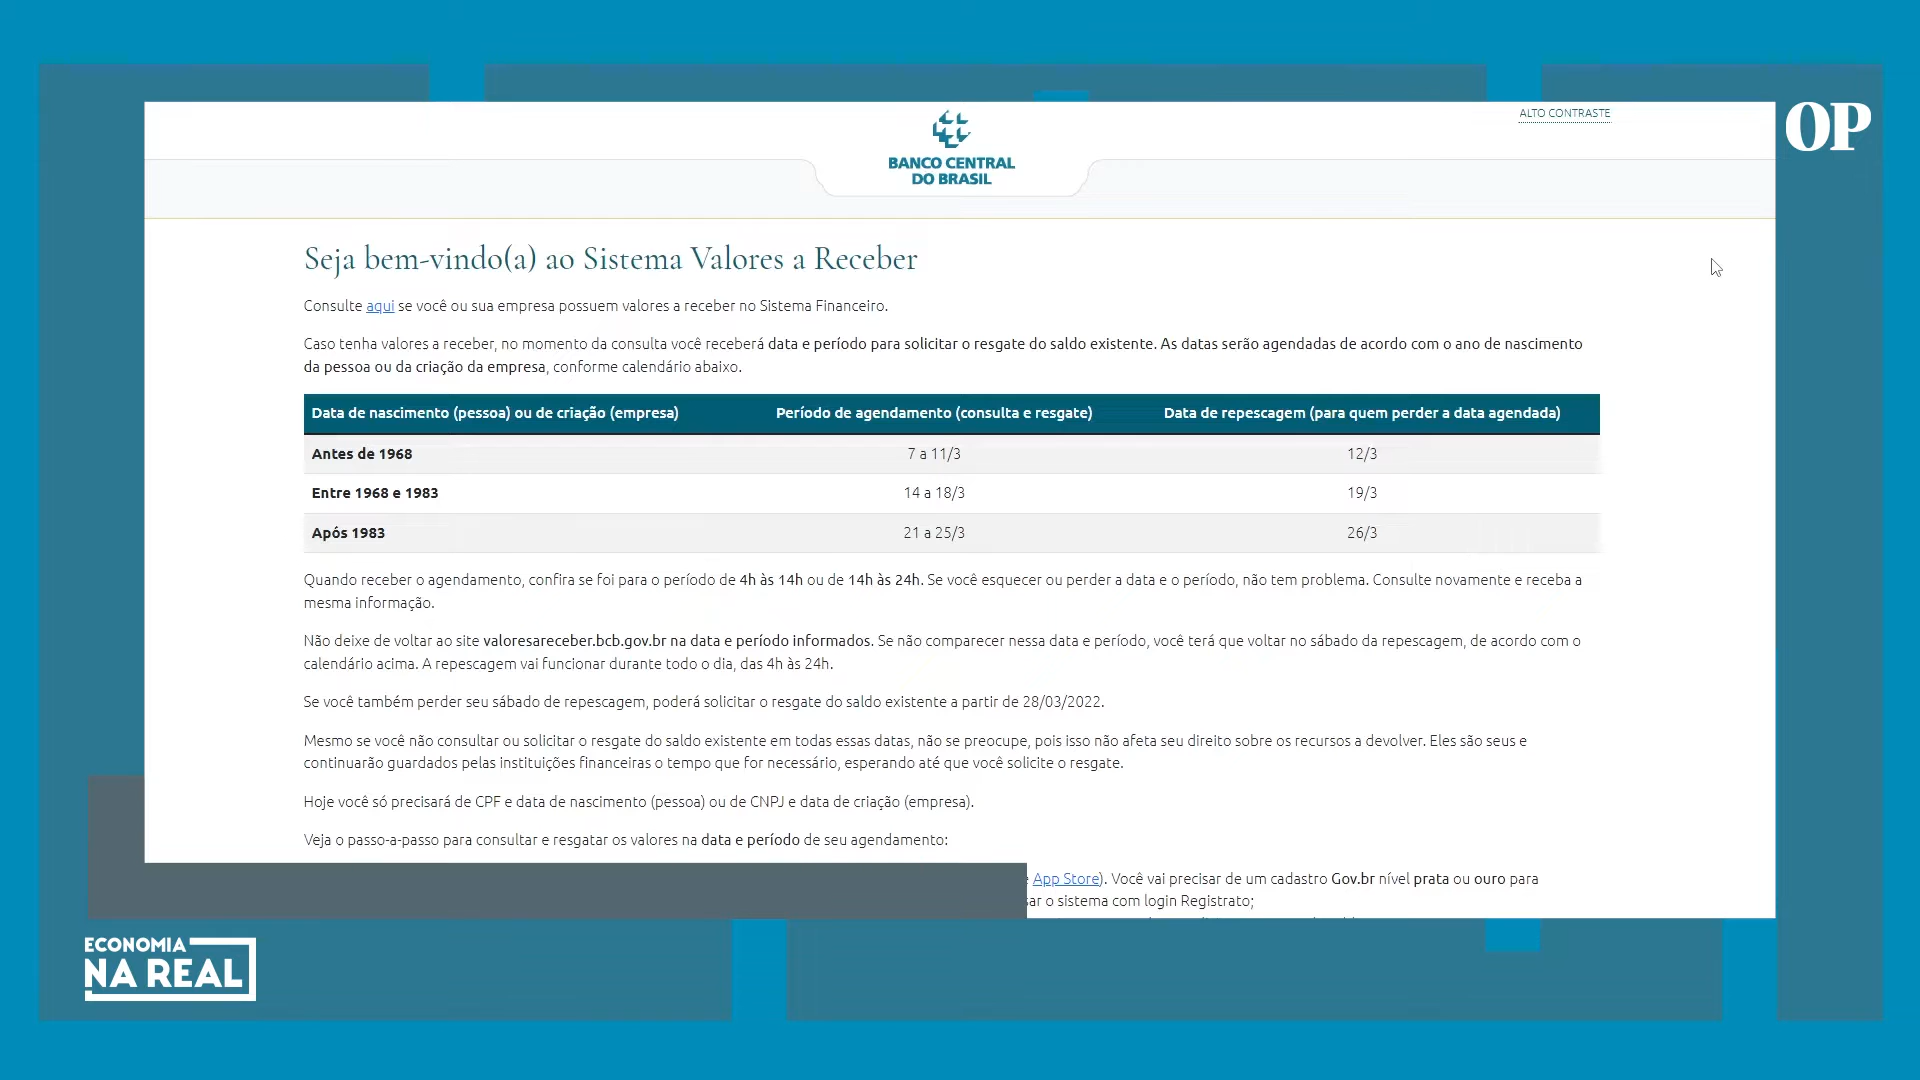 ALTO CONTRASTE
OP
BANCO CENTRAL
DO BRASIL
Seja bem-vindo(a) ao Sistema Valores a Receber
Consulte aqui se você ou sua empresa possuem valores a receber no Sistema Financeiro.
Caso tenha valores a receber, no momento da consulta você receberá data e período para solicitar o resgate do saldo existente. As datas serão agendadas de acordo com o ano de nascimento
da pessoa ou da criação da empresa, conforme calendário abaixo.
Data de nascimento (pessoa) ou de criação (empresa) Período de agendamento (consulta e resgate) Data de repescagem (para quem perder a data agendada)
Antes de 1968 7 a 11/3 12/3
Entre 1968 e 1983 14 a 18/3 19/3
Após 1983 21 a 25/3 26/3
Quando receber o agendamento, confira se foi para o período de 4h às 14h ou de 14h às 24h. Se você esquecer ou perder a data e o período, não tem problema. Consulte novamente e receba a
mesma informação.
Não deixe de voltar ao site valoresareceber.bcb.gov.br na data e período informados. Se não comparecer nessa data e período, você terá que voltar no sábado da repescagem, de acordo com o
calendário acima. A repescagem vai funcionar durante todo o dia, das 4h às 24h.
Se você também perder seu sábado de repescagem, poderá solicitar o resgate do saldo existente a partir de 28/03/2022.
Mesmo se você não consultar ou solicitar o resgate do saldo existente em todas essas datas, não se preocupe, pois isso não afeta seu direito sobre os recursos a devolver. Eles são seus e
continuarão guardados pelas instituições financeiras o tempo que for necessário, esperando até que você solicite o resgate.
Hoje você só precisará de CPF e data de nascimento (pessoa) ou de CNPJ e data de criação (empresa).
Veja o passo-a-passo para consultar e resgatar os valores na data e período de seu agendamento:
App Store). Você vai precisar de um cadastro Gov.br nível prata ou ouro para
sar o sistema com login Registrato;
ECONOMIA
NA REAL